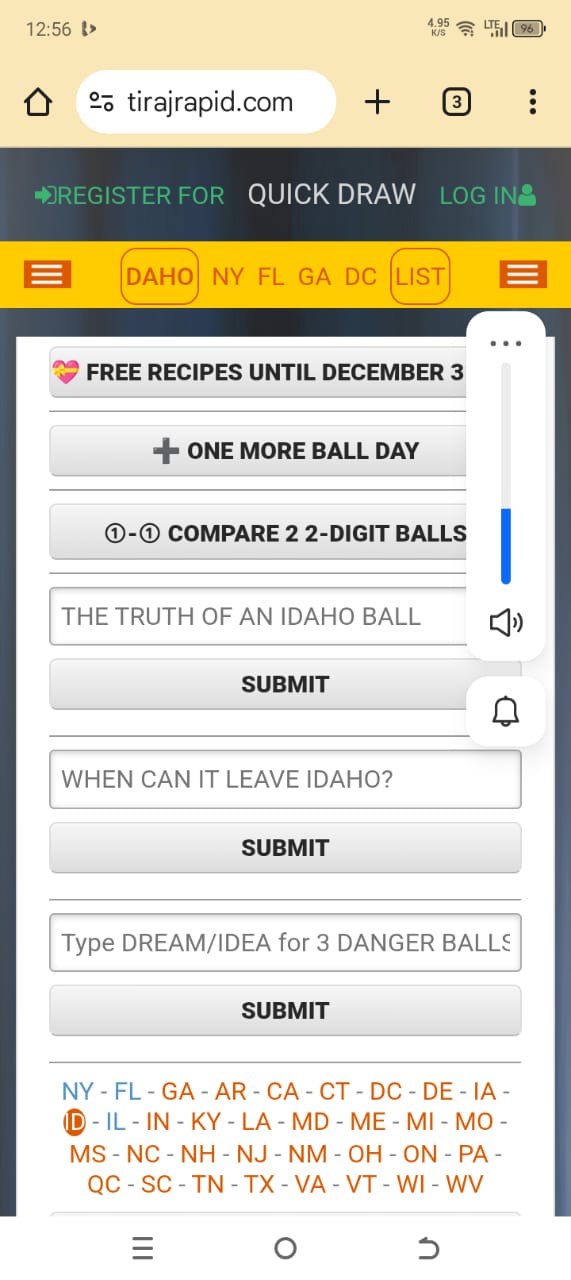 12:56
4.95 K/S LTE 96
tirajrapid.com 3
REGISTER FOR QUICK DRAW LOG IN
DAHO NY FL GA DC LIST
💝 FREE RECIPES UNTIL DECEMBER 3
➕ ONE MORE BALL DAY
①-① COMPARE 2 2-DIGIT BALLS
THE TRUTH OF AN IDAHO BALL
SUBMIT
WHEN CAN IT LEAVE IDAHO?
SUBMIT
Type DREAM/IDEA for 3 DANGER BALLS
SUBMIT
NY - FL - GA - AR - CA - CT - DC - DE - IA -
ID - IL - IN - KY - LA - MD - ME - MI - MO -
MS - NC - NH - NJ - NM - OH - ON - PA -
QC - SC - TN - TX - VA - VT - WI - WV